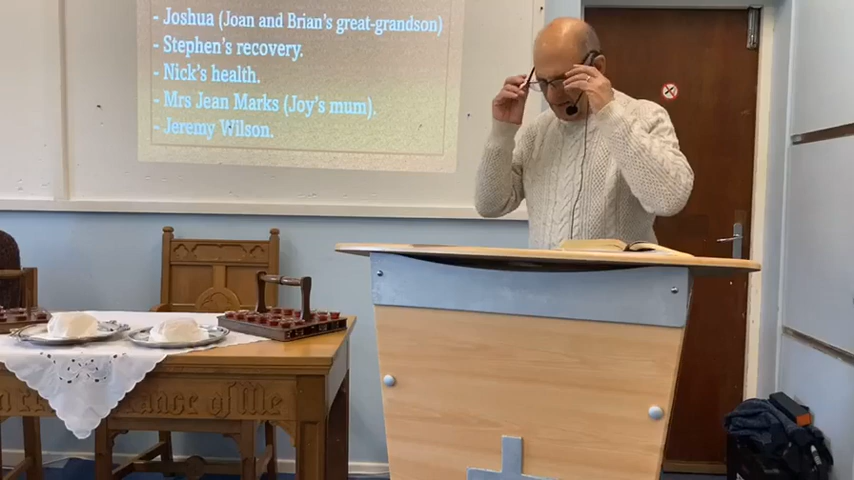 - Joshua (Joan and Brian's great-grandson)
- Stephen's recovery.
- Nick's health.
- Mrs Jean Marks (Joy's mum).
- Jeremy Wilson.
rance of Me